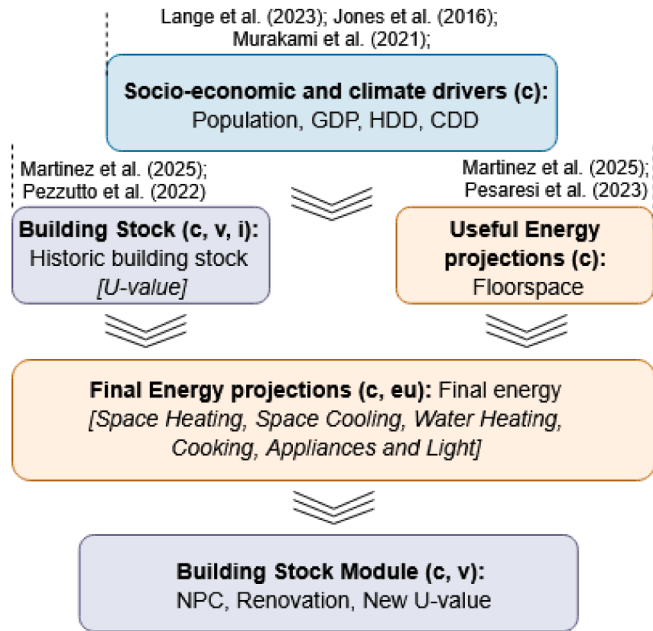 Lange et al. (2023); Jones et al. (2016);
Murakami et al. (2021);
Socio-economic and climate drivers (c):
Population, GDP, HDD, CDD
Martinez et al. (2025);
Pezzutto et al. (2022)
Martinez et al. (2025);
Pesaresi et al. (2023)
Building Stock (c, v, i):
Historic building stock
[U-value]
Useful Energy
projections (c):
Floorspace
Final Energy projections (c, eu): Final energy
[Space Heating, Space Cooling, Water Heating,
Cooking, Appliances and Light]
Building Stock Module (c, v):
NPC, Renovation, New U-value